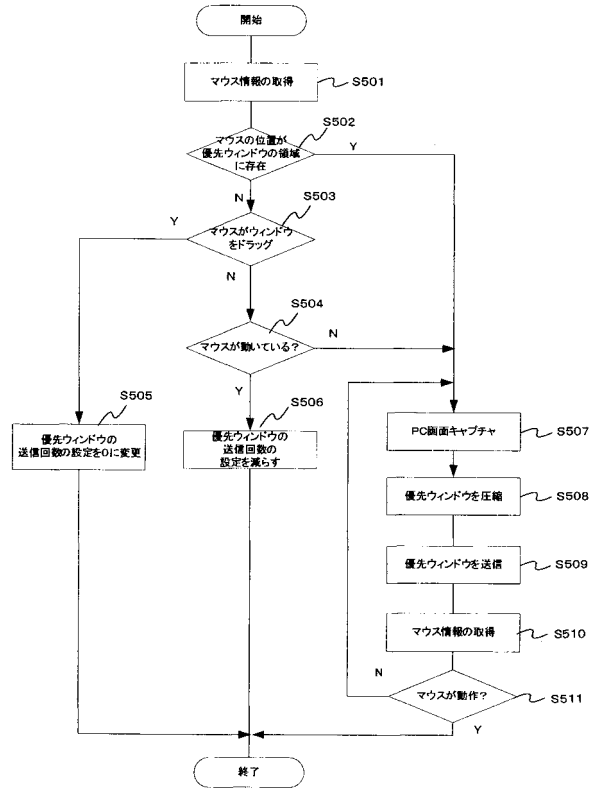 開始
マウス情報の取得
S501
S502
マウスの位置が
優先ウィンドウの領域
に存在
Y
N
S503
Y
マウスがウィンドウ
をドラッグ
N
S504
マウスが動いている?
N
Y
S505
優先ウィンドウの
送信回数の設定を0に変更
S506
優先ウィンドウの
送信回数の
設定を減らす
PC画面キャプチャ
S507
優先ウィンドウを圧縮
S508
優先ウィンドウを送信
S509
マウス情報の取得
S510
N
マウスが動作?
S511
Y
終了